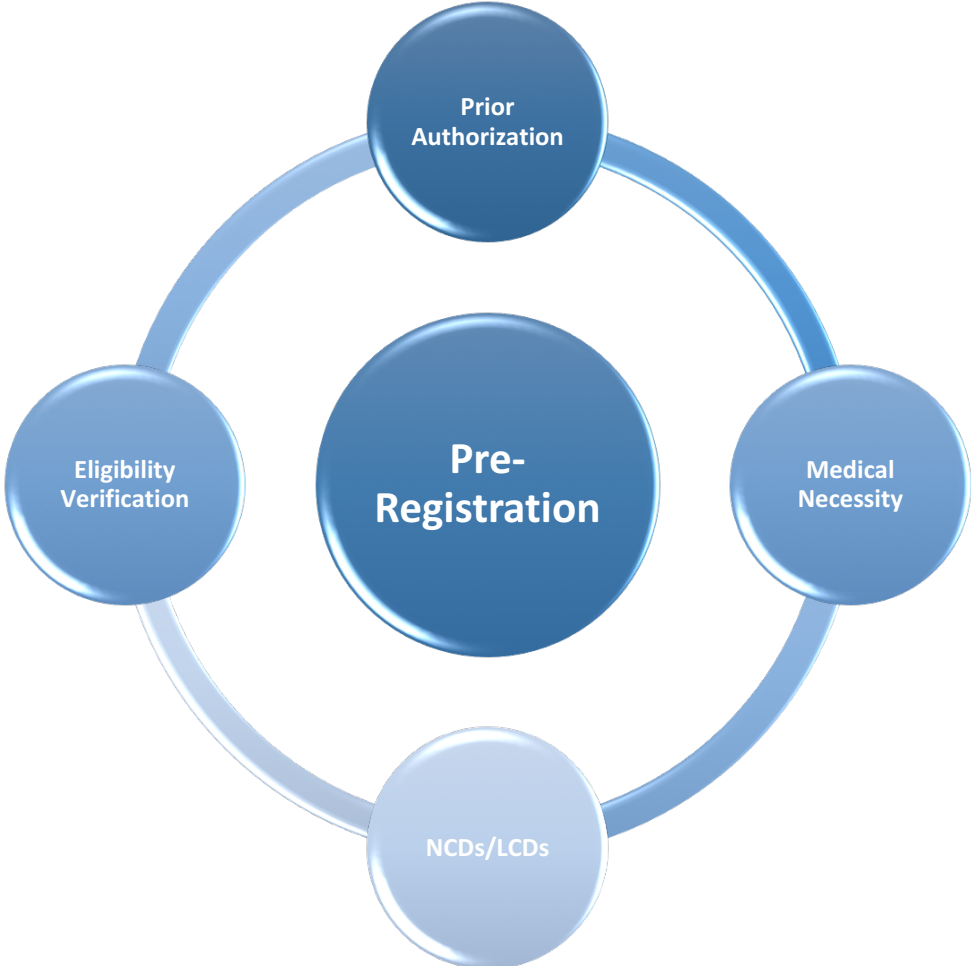 Prior
Authorization
Pre-
Registration
Eligibility
Verification
Medical
Necessity
NCDs/LCDs